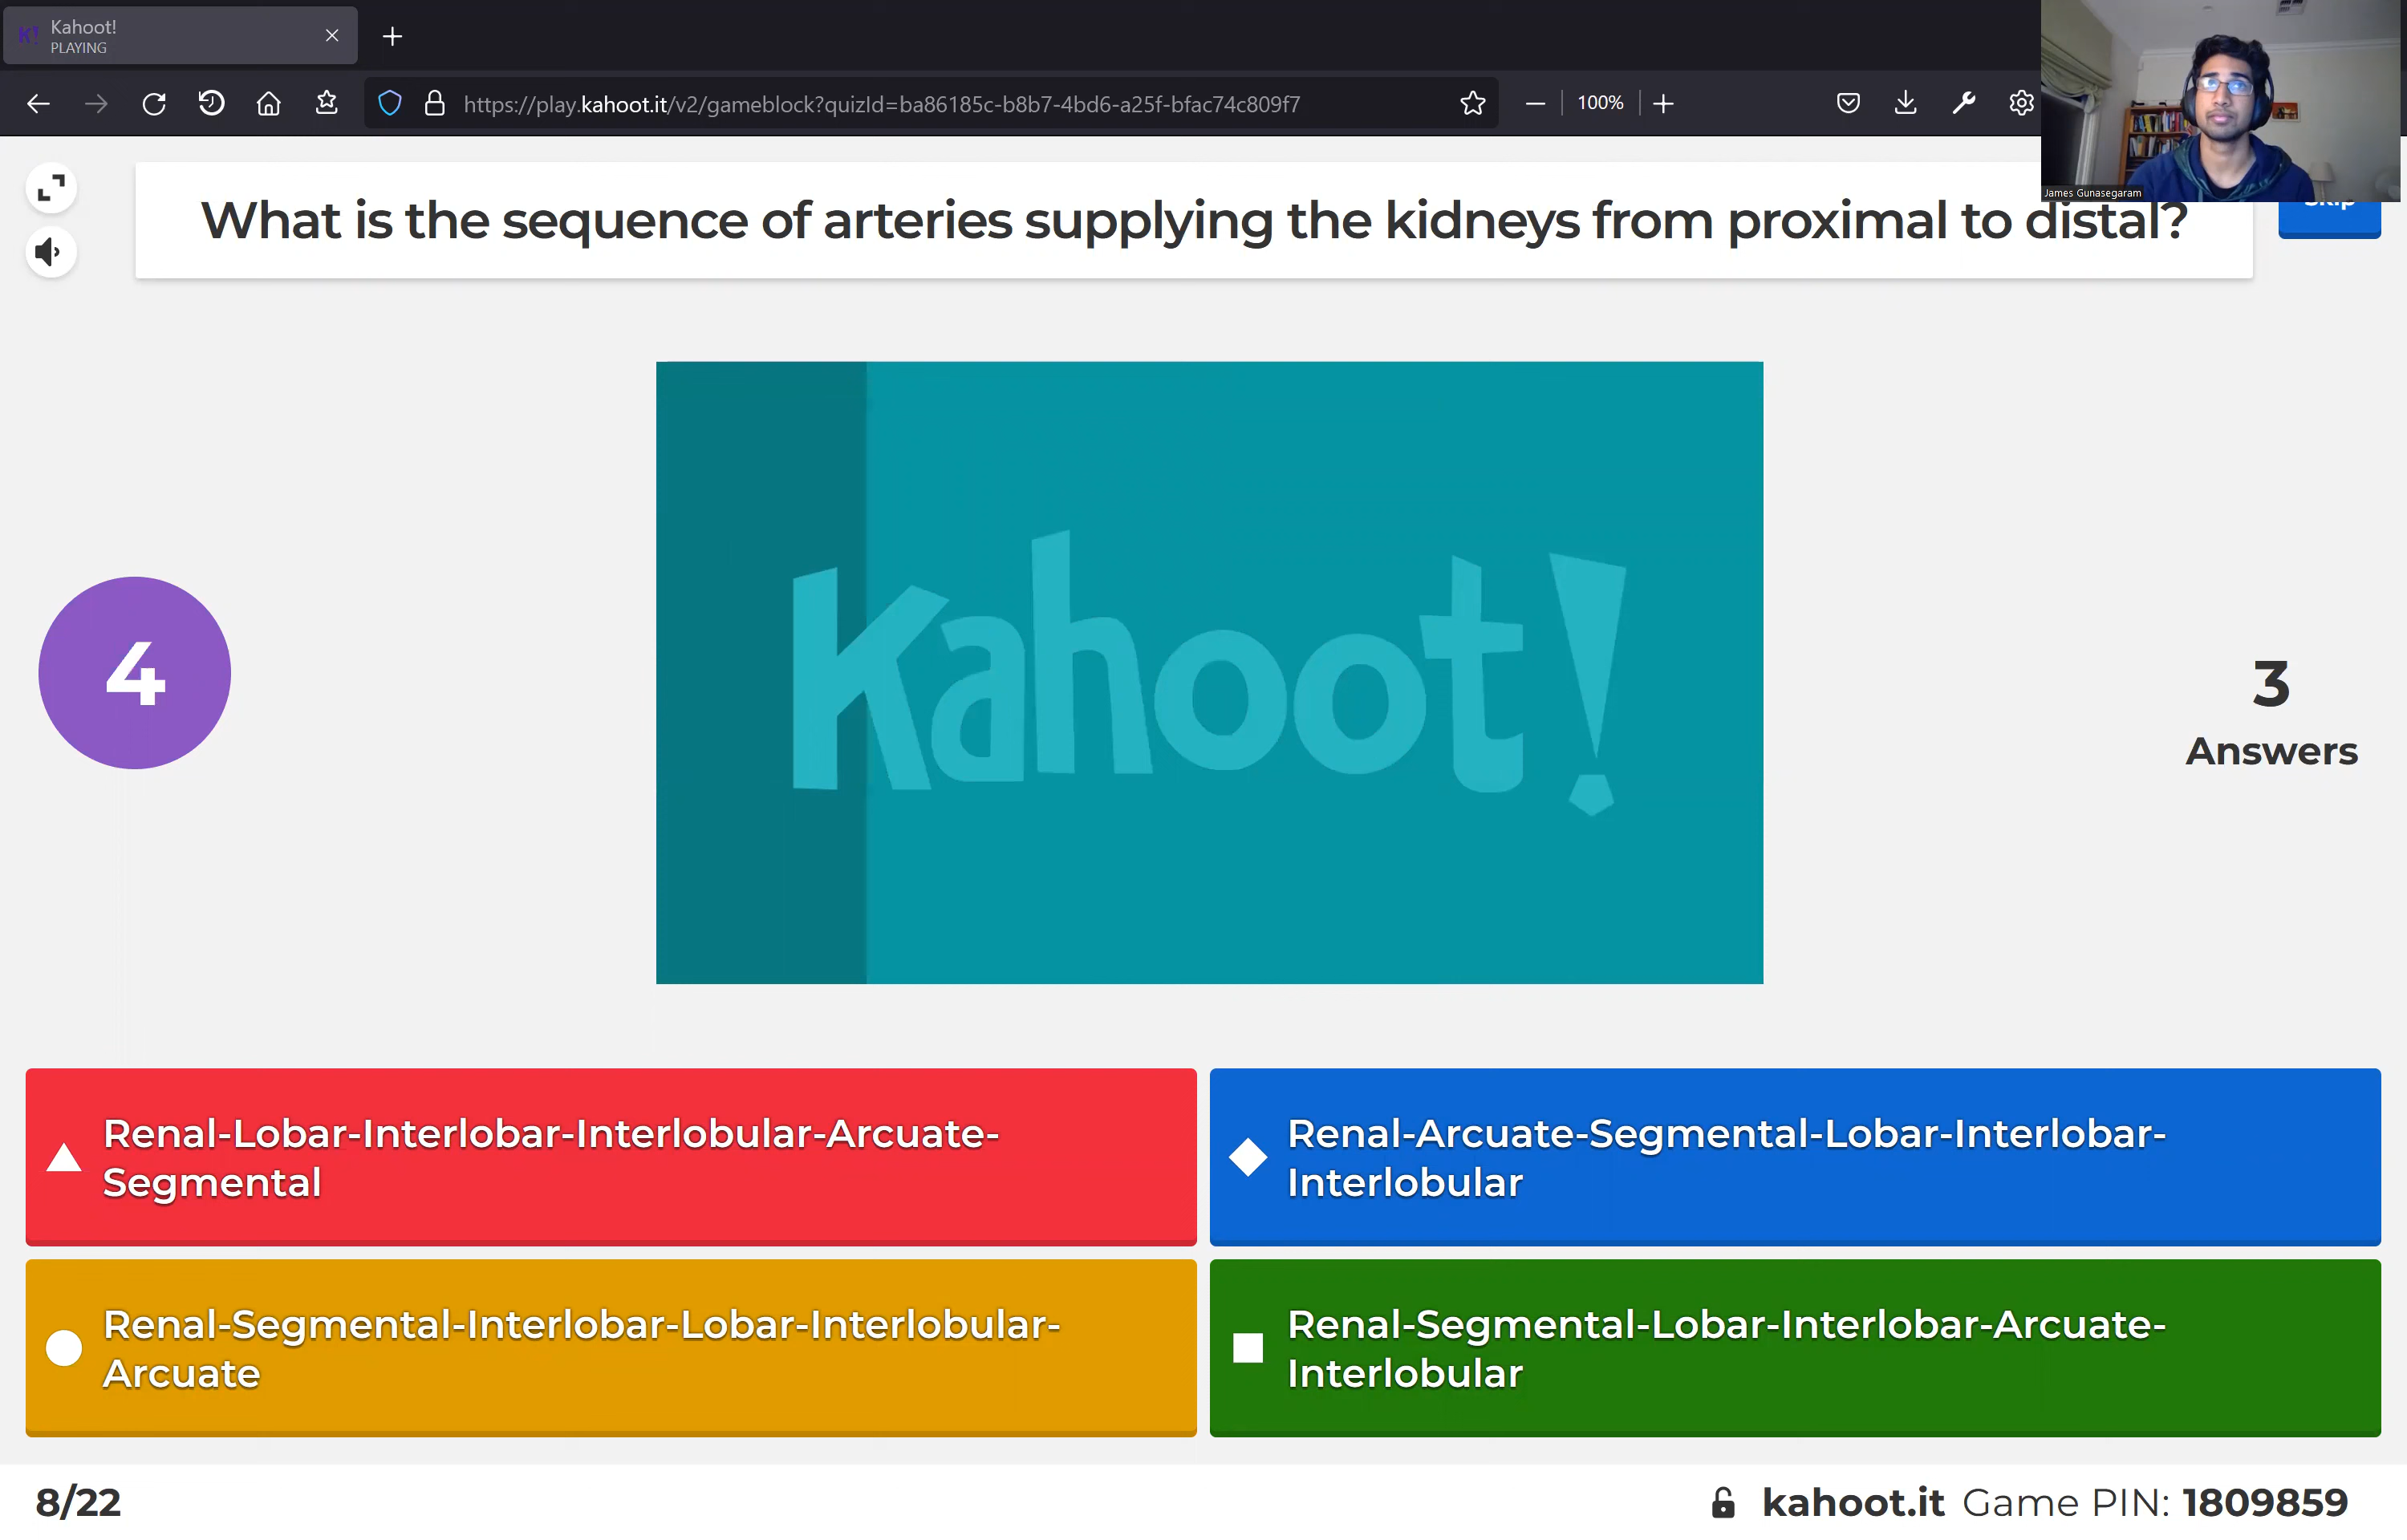 Kahoot!
PLAYING
https://play.kahoot.it/v2/gameblock?quizId=ba86185c-b8b7-4bd6-a25f-bfac74c809f7
100%
James Gunasegaram
What is the sequence of arteries supplying the kidneys from proximal to distal?
Skip
4
Kahoot!
3
Answers
Renal-Lobar-Interlobar-Interlobular-Arcuate-
Segmental
Renal-Arcuate-Segmental-Lobar-Interlobar-
Interlobular
Renal-Segmental-Interlobar-Lobar-Interlobular-
Arcuate
Renal-Segmental-Lobar-Interlobar-Arcuate-
Interlobular
8/22
kahoot.it Game PIN: 1809859